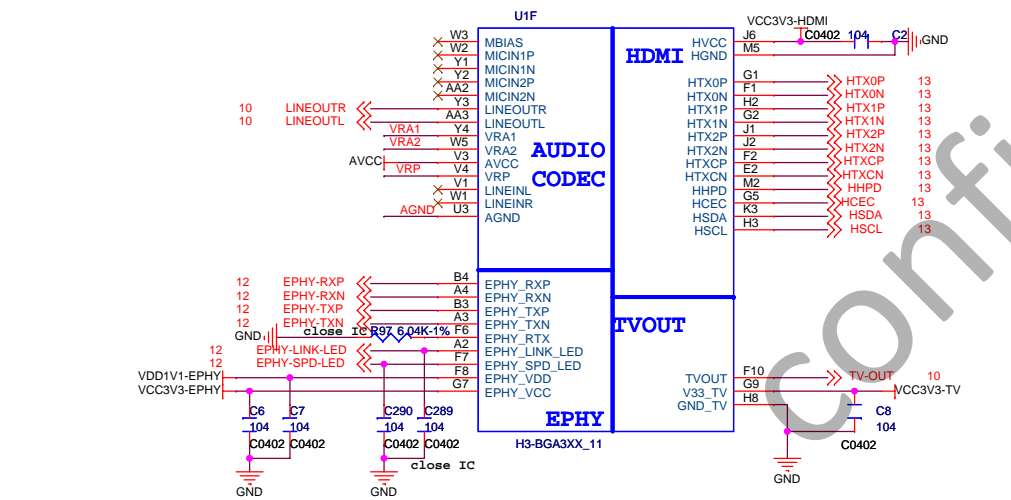 U1F
VCC3V3-HDMI
C0402 104 C2
GND
HDMI
W3 MBIAS
W2 MICIN1P
Y1 MICIN1N
Y2 MICIN2P
AA2 MICIN2N
10 LINEOUTR Y3 LINEOUTR
10 LINEOUTL AA3 LINEOUTL
VRA1 Y4 VRA1
VRA2 W5 VRA2
AVCC V3 AVCC
VRP V4 VRP
V1 LINEINL
W1 LINEINR
AGND U3 AGND
AUDIO
CODEC
HVCC J6
HGND M5
HTX0P G1 HTX0P 13
HTX0N F1 HTX0N 13
HTX1P H2 HTX1P 13
HTX1N G2 HTX1N 13
HTX2P J1 HTX2P 13
HTX2N J2 HTX2N 13
HTXCP F2 HTXCP 13
HTXCN E2 HTXCN 13
HHPD M2 HHPD 13
HCEC G5 HCEC 13
HSDA K3 HSDA 13
HSCL H3 HSCL 13
12 EPHY-RXP B4 EPHY_RXP
12 EPHY-RXN A4 EPHY_RXN
12 EPHY-TXP B3 EPHY_TXP
12 EPHY-TXN A3 EPHY_TXN
GND close IC R97 6.04K-1% F6 EPHY_RTX
12 EPHY-LINK-LED A2 EPHY_LINK_LED
12 EPHY-SPD-LED F7 EPHY_SPD_LED
VDD1V1-EPHY F8 EPHY_VDD
VCC3V3-EPHY G7 EPHY_VCC
EPHY
TVOUT
TVOUT F10 TV-OUT 10
V33_TV G9 VCC3V3-TV
GND_TV H8
C6 C7 C290 C289
104 104 104 104
C0402 C0402 C0402 C0402
close IC
GND GND
H3-BGA3XX_11
C8
104
C0402
GND
confi